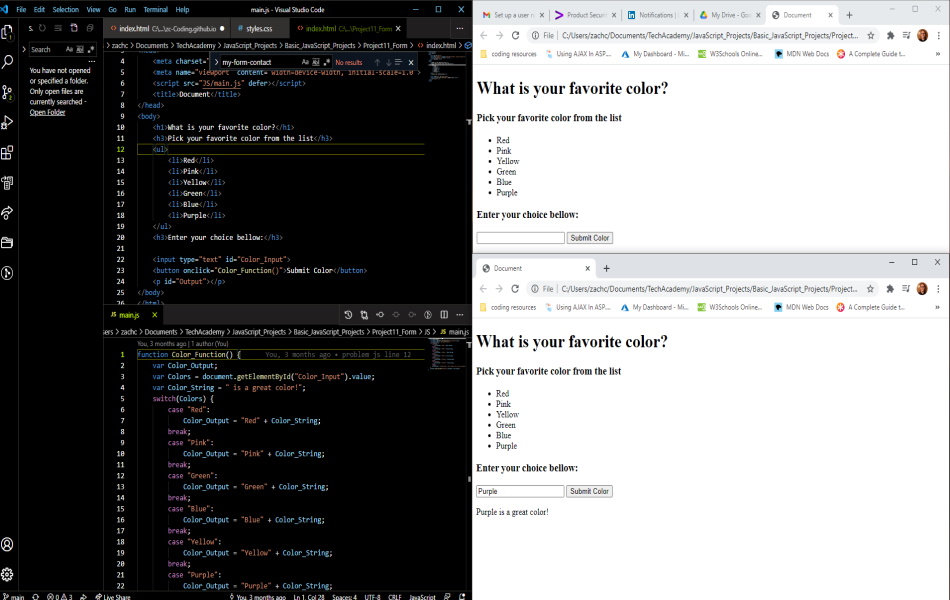 File Edit Selection View Go Run Terminal Help main.js - Visual Studio Code
index.html C:\...\zc-Coding.github.io styles.css index.html C:\...\Project11_Form
zachc > Documents > TechAcademy > JavaScript_Projects > Basic_JavaScript_Projects > Project11_Form > index.html
Search Aa ab
You have not opened
or specified a folder.
Only open files are
currently searched -
Open Folder
my-form-contact Aa ab No results
4 <meta charset=
5 <meta name="viewport" content="width=device-width, initial-scale=1.0"
6 <script src="JS/main.js" defer></script>
7 <title>Document</title>
8 </head>
9 <body>
10 <h1>What is your favorite color?</h1>
11 <h3>Pick your favorite color from the list</h3>
12 <ul>
13 <li>Red</li>
14 <li>Pink</li>
15 <li>Yellow</li>
16 <li>Green</li>
17 <li>Blue</li>
18 <li>Purple</li>
19 </ul>
20 <h3>Enter your choice bellow:</h3>
21
22 <input type="text" id="Color_Input">
23 <button onclick="Color_Function()">Submit Color</button>
24 <p id="Output"></p>
25 </body>
26 </html>
JS main.js
sers > zachc > Documents > TechAcademy > JavaScript_Projects > Basic_JavaScript_Projects > Project11_Form > JS > JS main.js
You, 3 months ago | 1 author (You)
1 function Color_Function() { You, 3 months ago • problem js line 12
2 var Color_Output;
3 var Colors = document.getElementById("Color_Input").value;
4 var Color_String = " is a great color!";
5 switch(Colors) {
6 case "Red":
7 Color_Output = "Red" + Color_String;
8 break;
9 case "Pink":
10 Color_Output = "Pink" + Color_String;
11 break;
12 case "Green":
13 Color_Output = "Green" + Color_String;
14 break;
15 case "Blue":
16 Color_Output = "Blue" + Color_String;
17 break;
18 case "Yellow":
19 Color_Output = "Yellow" + Color_String;
20 break;
21 case "Purple":
22 Color_Output = "Purple" + Color_String;
main 0 3 Live Share You, 3 months ago Ln 1, Col 28 Spaces: 4 UTF-8 CRLF JavaScript
Set up a user r Product Secur Notifications | My Drive - Goo Document
File | C:/Users/zachc/Documents/TechAcademy/JavaScript_Projects/Basic_JavaScript_Projects/Project...
coding resources Using AJAX In ASP.... My Dashboard - Mi... W3Schools Online... MDN Web Docs A Complete Guide t...
What is your favorite color?
Pick your favorite color from the list
Red
Pink
Yellow
Green
Blue
Purple
Enter your choice bellow:
Submit Color
Document
File | C:/Users/zachc/Documents/TechAcademy/JavaScript_Projects/Basic_JavaScript_Projects/Project...
coding resources Using AJAX In ASP.... My Dashboard - Mi... W3Schools Online... MDN Web Docs A Complete Guide t...
What is your favorite color?
Pick your favorite color from the list
Red
Pink
Yellow
Green
Blue
Purple
Enter your choice bellow:
Purple Submit Color
Purple is a great color!